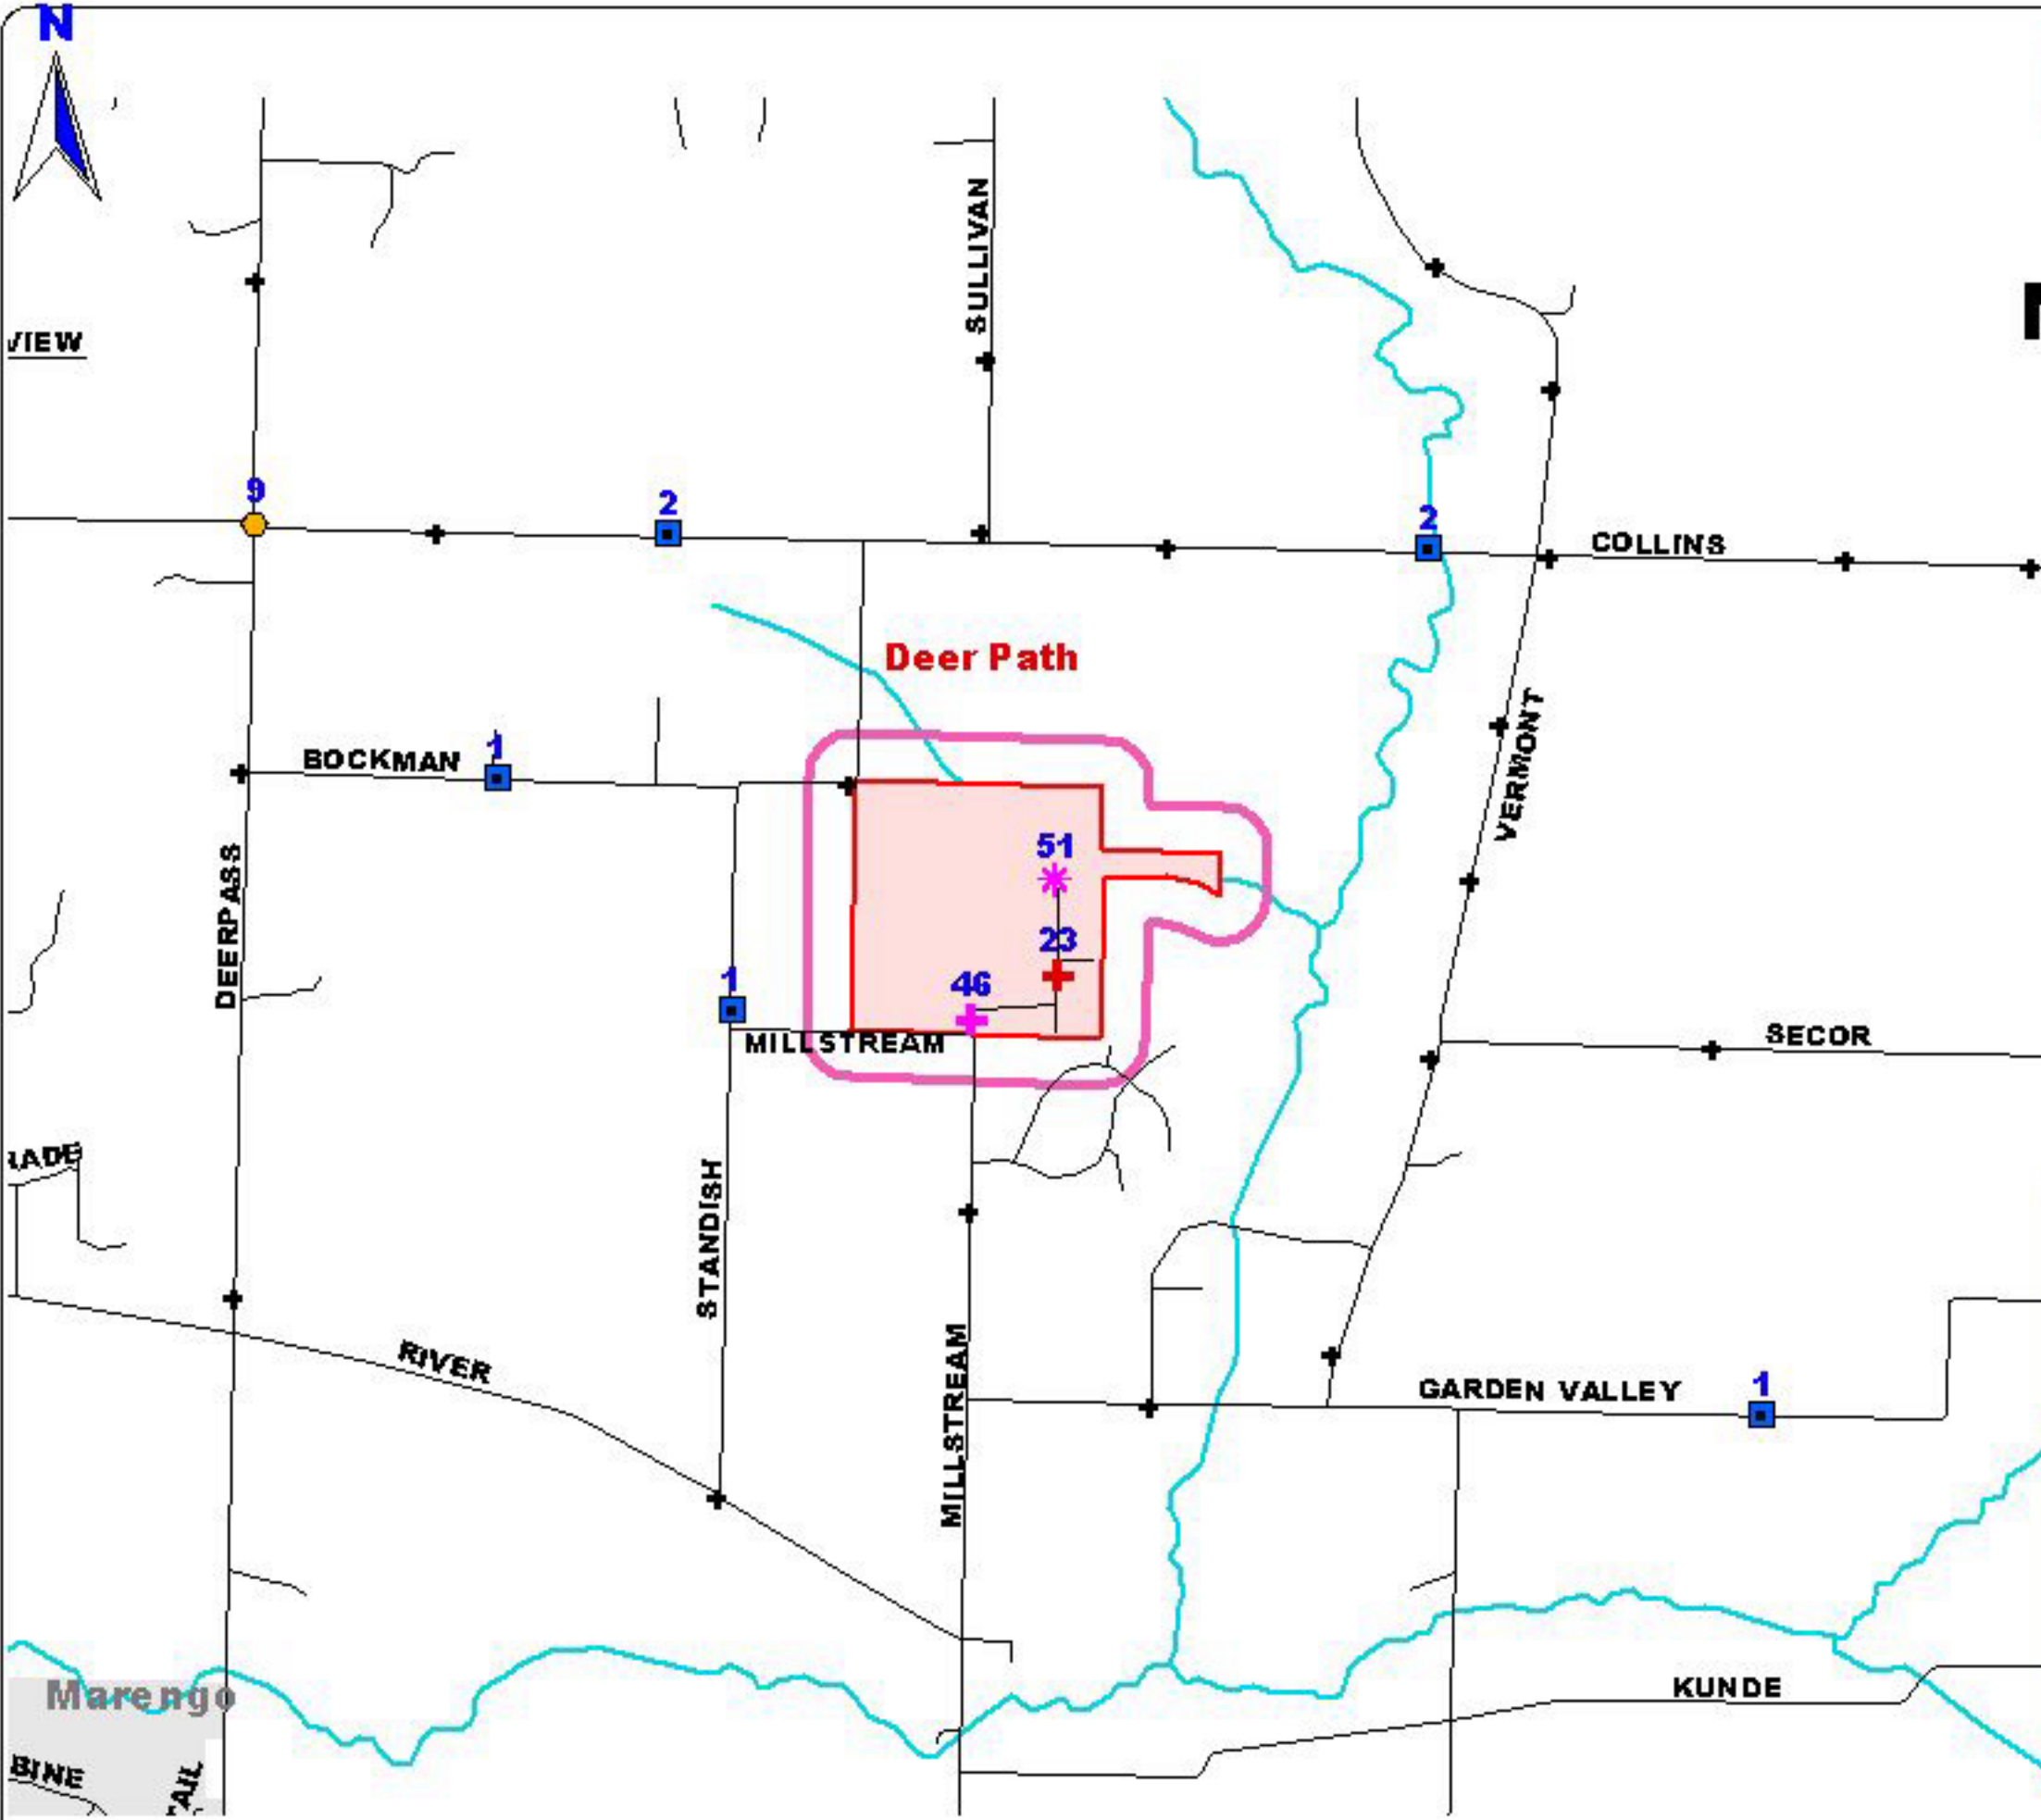 N
SULLIVAN
VIEW
9
2
2
COLLINS
Deer Path
BOCKMAN
1
VERMONT
51
DEERPASS
23
1
46
MILLSTREAM
SECOR
STANDISH
RIVER
MILLSTREAM
GARDEN VALLEY
1
Marengo
KUNDE
BINE